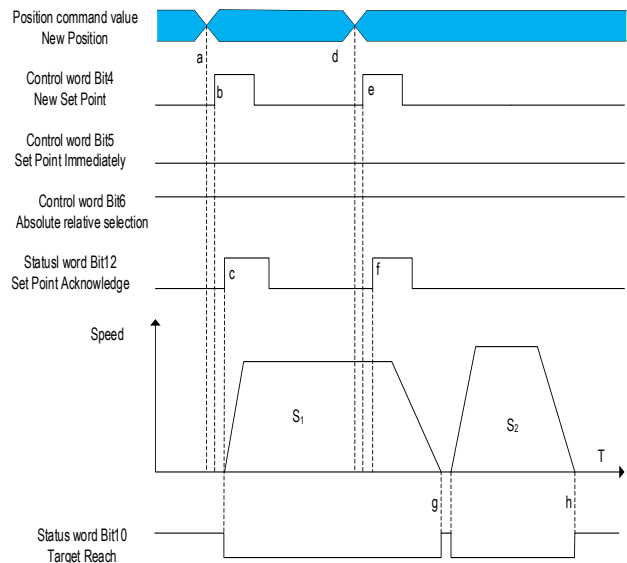 Position command value
New Position
a
d
Control word Bit4
New Set Point
b
e
Control word Bit5
Set Point Immediately
Control word Bit6
Absolute relative selection
Statusl word Bit12
Set Point Acknowledge
c
f
Speed
S1
S2
T
g
h
Status word Bit10
Target Reach